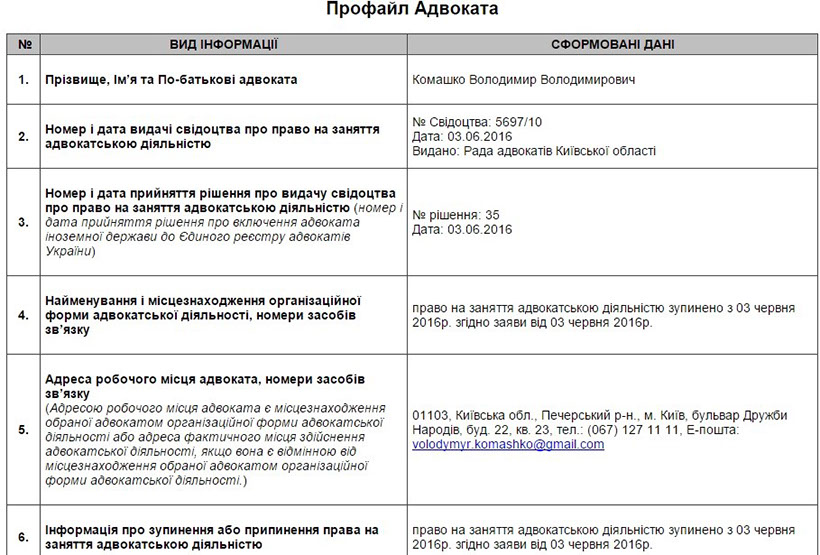 Профайл Адвоката
№ ВИД ІНФОРМАЦІЇ СФОРМОВАНІ ДАНІ
1. Прізвище, Ім’я та По-батькові адвоката Комашко Володимир Володимирович
2. Номер і дата видачі свідоцтва про право на заняття
адвокатською діяльністю
№ Свідоцтва: 5697/10
Дата: 03.06.2016
Видано: Рада адвокатів Київської області
3. Номер і дата прийняття рішення про видачу свідоцтва
про право на заняття адвокатською діяльністю (номер і
дата прийняття рішення про включення адвоката
іноземної держави до Єдиного реєстру адвокатів
України)
№ рішення: 35
Дата: 03.06.2016
4. Найменування і місцезнаходження організаційної
форми адвокатської діяльності, номери засобів
зв’язку
право на заняття адвокатською діяльністю зупинено з 03 червня
2016р. згідно заяви від 03 червня 2016р.
5. Адреса робочого місця адвоката, номери засобів
зв’язку
(Адресою робочого місця адвоката є місцезнаходження
обраної адвокатом організаційної форми адвокатської
діяльності або адреса фактичного місця здійснення
адвокатської діяльності, якщо вона є відмінною від
місцезнаходження обраної адвокатом організаційної
форми адвокатської діяльності.)
01103, Київська обл., Печерський р-н., м. Київ, бульвар Дружби
Народів, буд. 22, кв. 23, тел.: (067) 127 11 11, Е-пошта:
volodymyr.komashko@gmail.com
6. Інформація про зупинення або припинення права на
заняття адвокатською діяльністю
право на заняття адвокатською діяльністю зупинено з 03 червня
2016р. згідно заяви від 03 червня 2016р.